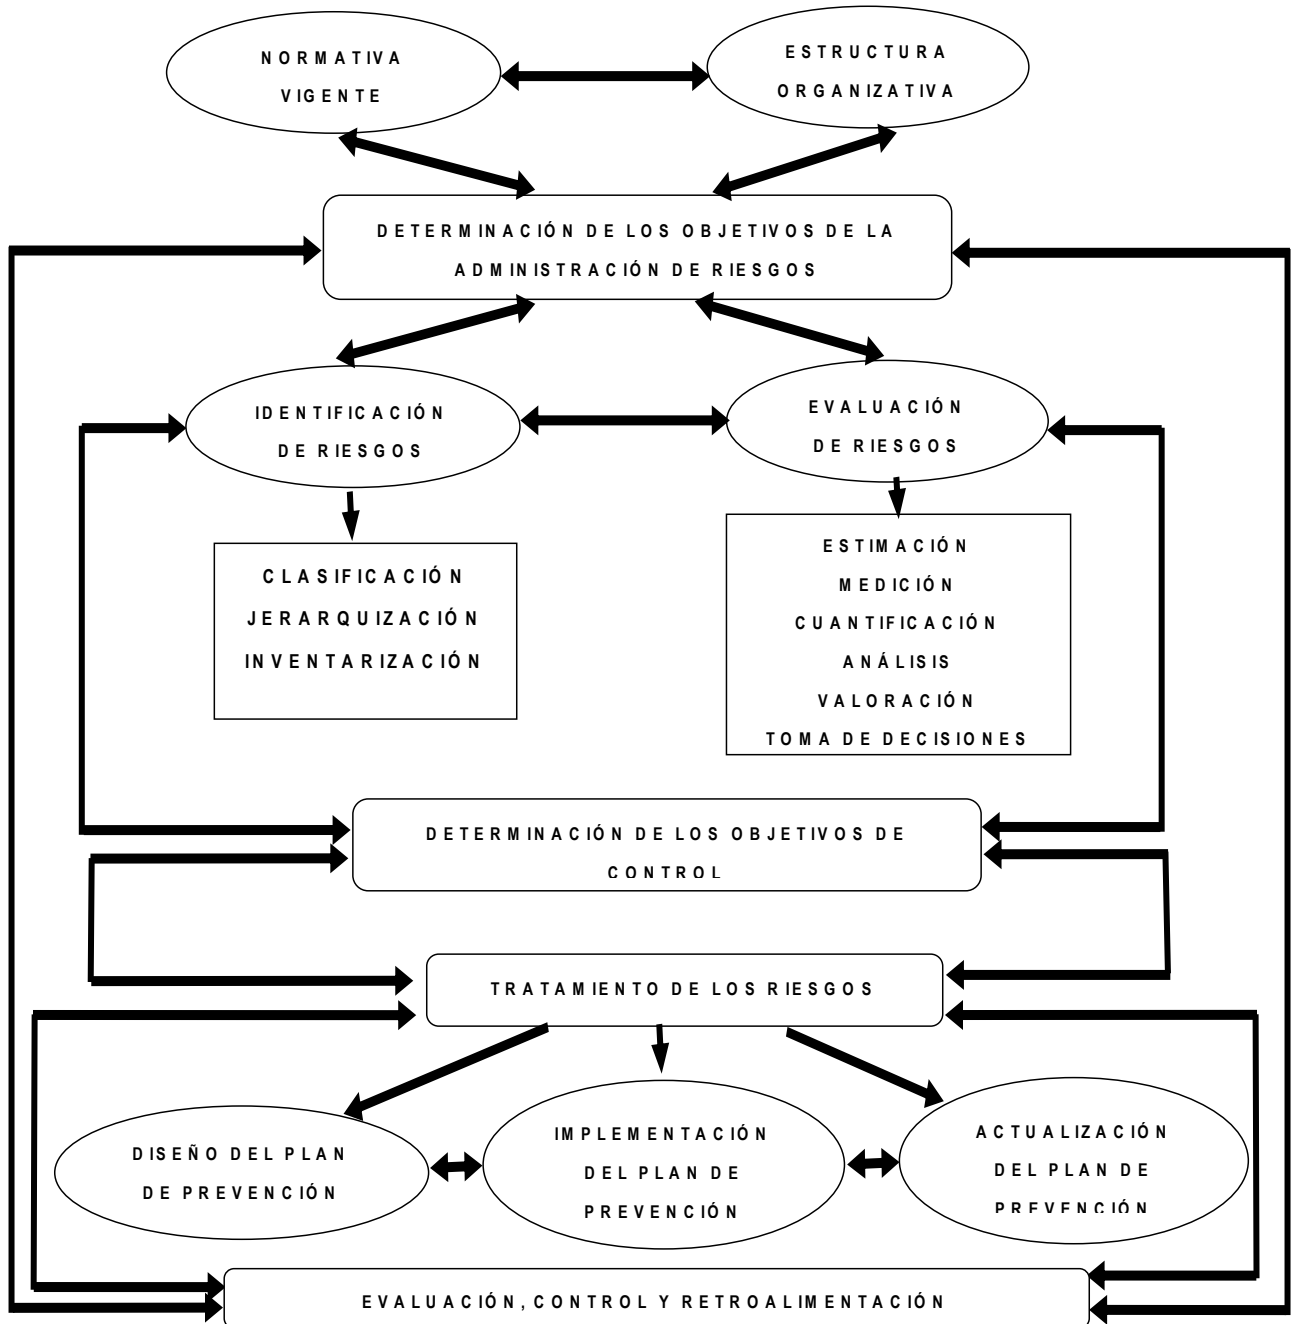 NORMATIVA
VIGENTE
ESTRUCTURA
ORGANIZATIVA
DETERMINACIÓN DE LOS OBJETIVOS DE LA
ADMINISTRACIÓN DE RIESGOS
IDENTIFICACIÓN
DE RIESGOS
EVALUACIÓN
DE RIESGOS
CLASIFICACIÓN
JERARQUIZACIÓN
INVENTARIZACIÓN
ESTIMACIÓN
MEDICIÓN
CUANTIFICACIÓN
ANÁLISIS
VALORACIÓN
TOMA DE DECISIONES
DETERMINACIÓN DE LOS OBJETIVOS DE
CONTROL
TRATAMIENTO DE LOS RIESGOS
DISEÑO DEL PLAN
DE PREVENCIÓN
IMPLEMENTACIÓN
DEL PLAN DE
PREVENCIÓN
ACTUALIZACIÓN
DEL PLAN DE
PREVENCIÓN
EVALUACIÓN, CONTROL Y RETROALIMENTACIÓN